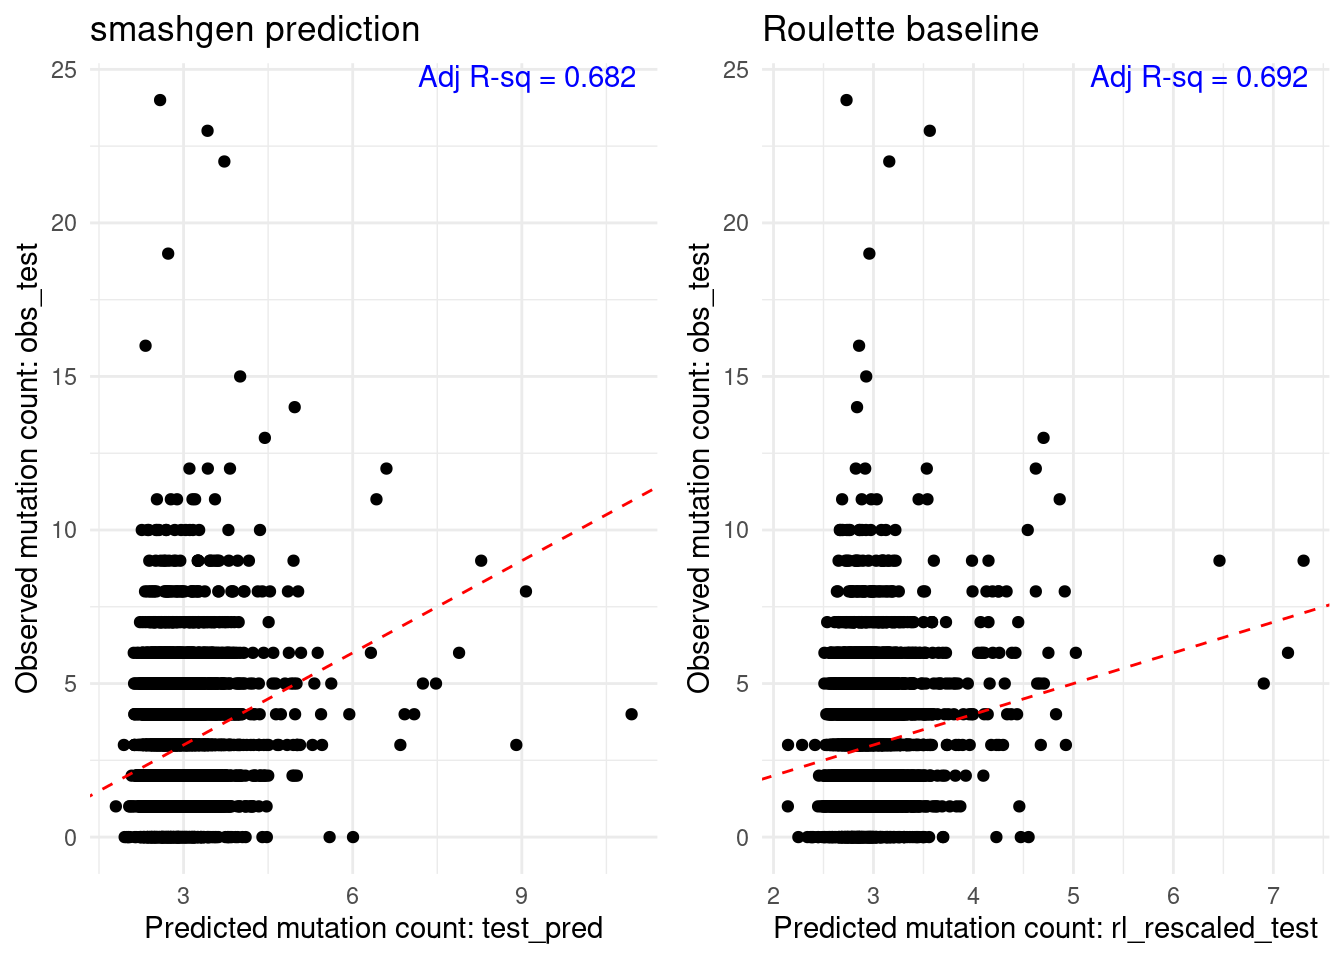 smashgen prediction
Adj R-sq = 0.682
Observed mutation count: obs_test
25
20
15
10
5
0
3
6
9
Predicted mutation count: test_pred
Roulette baseline
Adj R-sq = 0.692
Observed mutation count: obs_test
25
20
15
10
5
0
2
3
4
5
6
7
Predicted mutation count: rl_rescaled_test